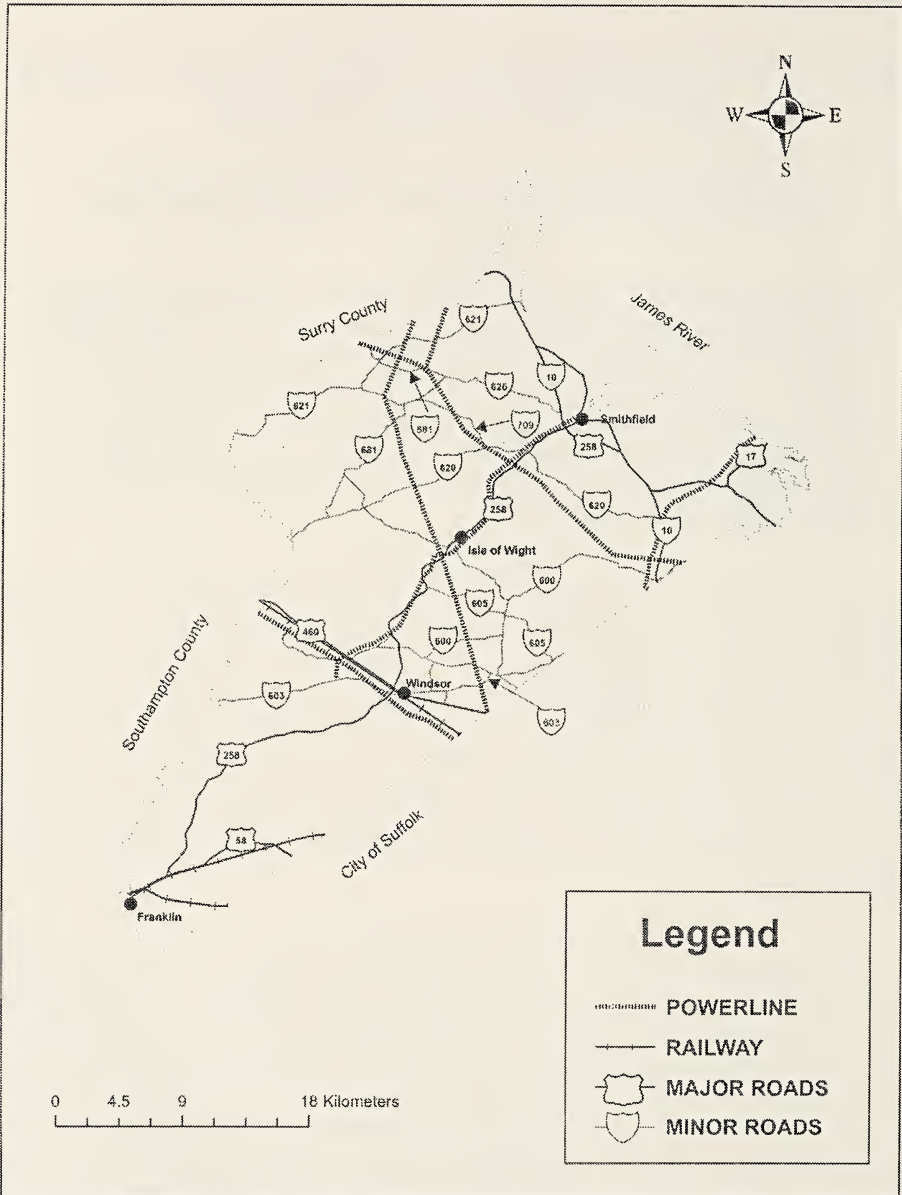 N
W E
S
Surry County
James River
621
10
626
621
681
709
Smithfield
681
258
17
620
258
620
10
Isle of Wight
600
605
460
600
605
Southampton County
Windsor
603
603
258
58
City of Suffolk
Franklin
Legend
POWERLINE
RAILWAY
MAJOR ROADS
MINOR ROADS
0 4.5 9 18 Kilometers